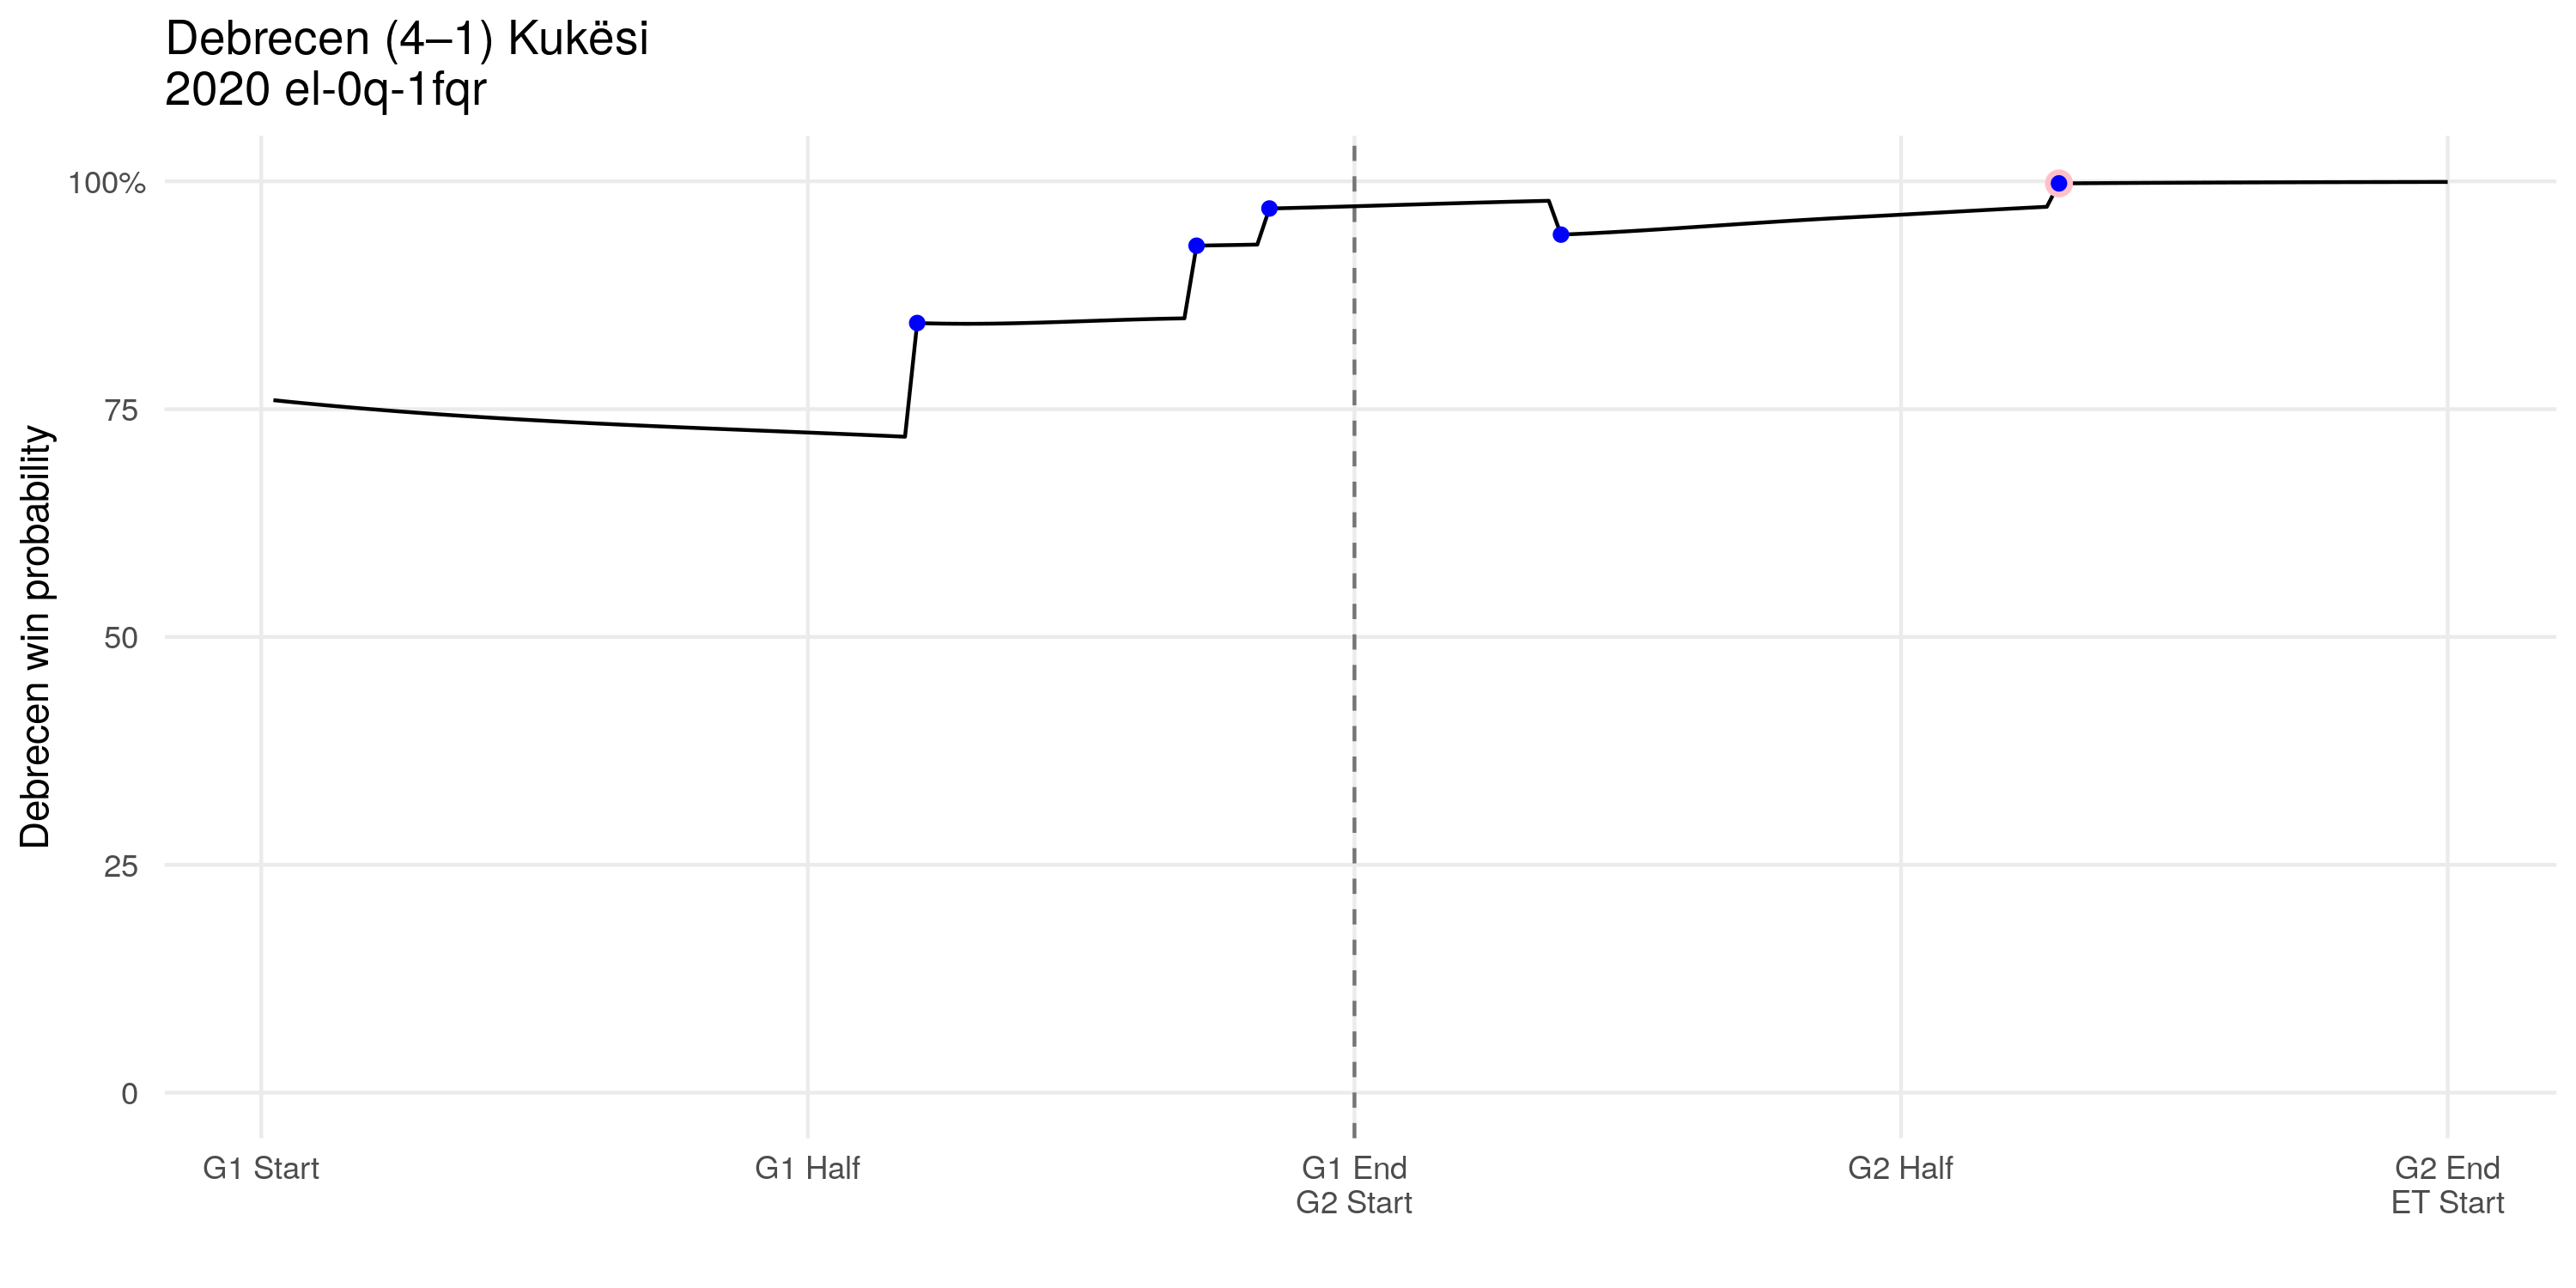 Debrecen (4–1) Kukësi
2020 el-0q-1fqr
Debrecen win probability
100%
75
50
25
0
G1 Start
G1 Half
G1 End
G2 Start
G2 Half
G2 End
ET Start